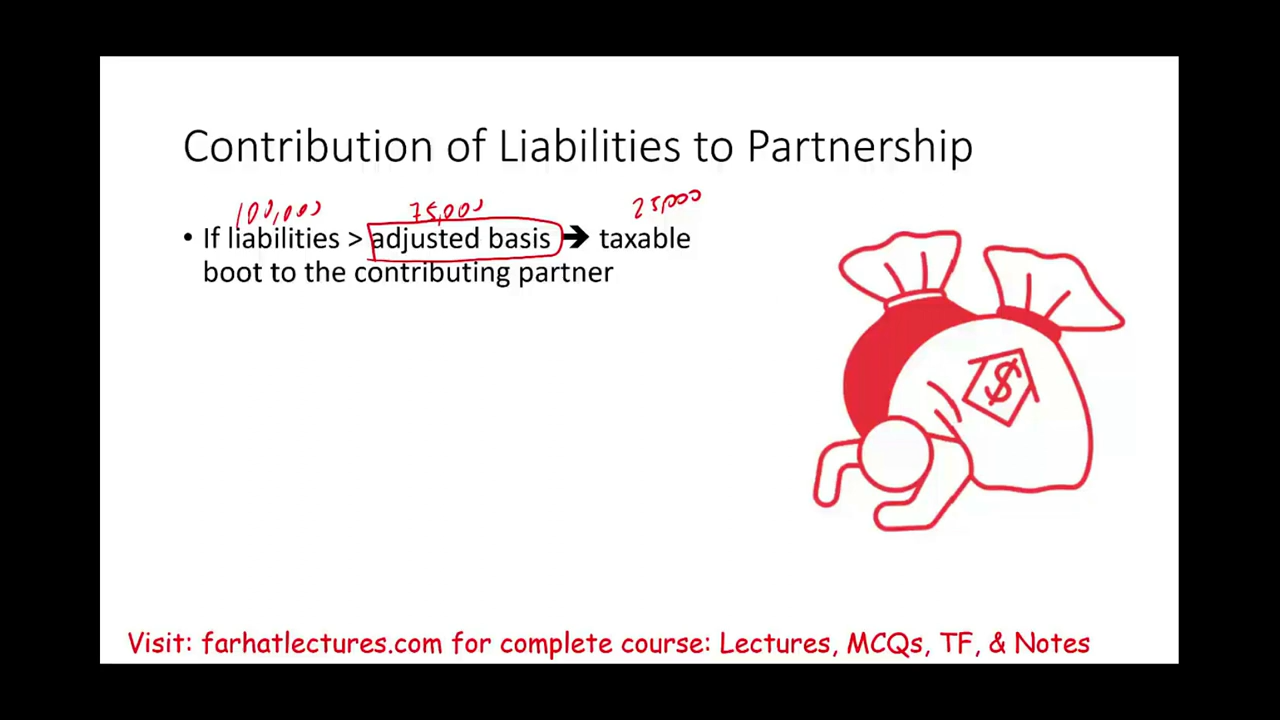 Contribution of Liabilities to Partnership
100,000 75,000 25,000
• If liabilities > adjusted basis ➔ taxable
boot to the contributing partner
$
Visit: farhatlectures.com for complete course: Lectures, MCQs, TF, & Notes